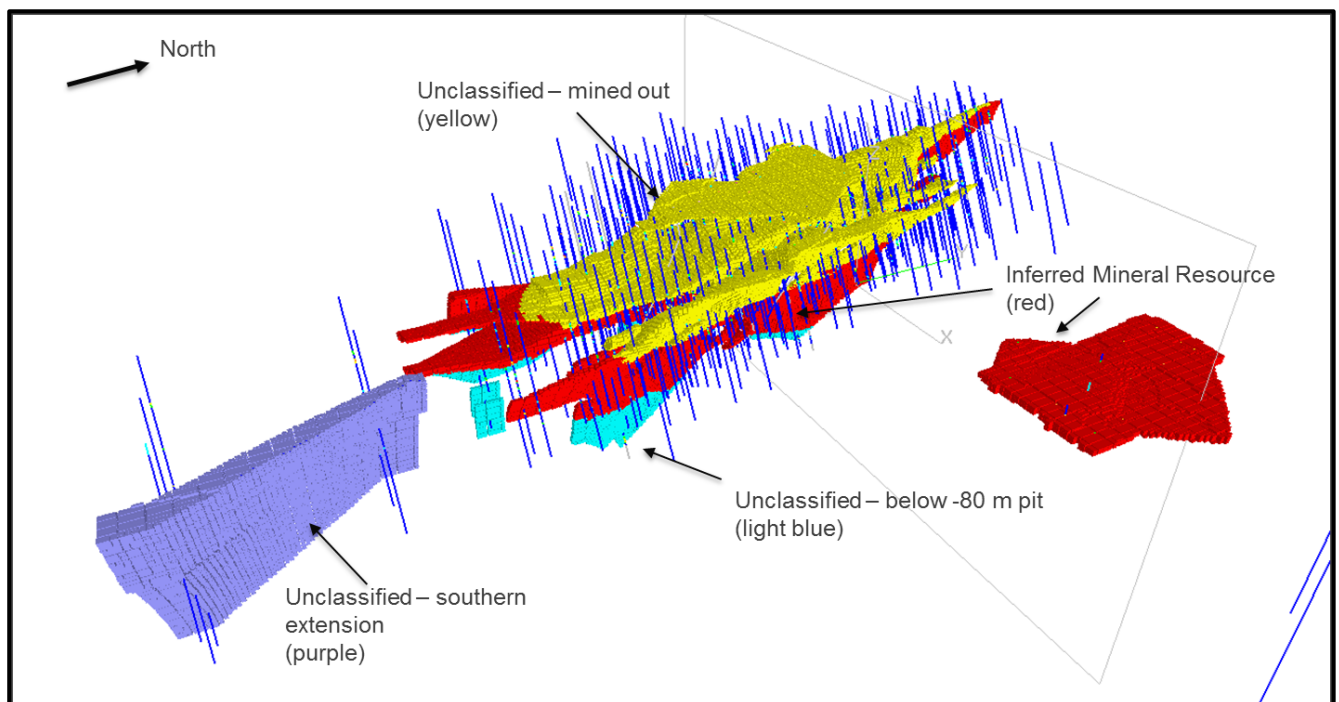 North
Unclassified – mined out
(yellow)
Inferred Mineral Resource
(red)
X
Unclassified – below -80 m pit
(light blue)
Unclassified – southern
extension
(purple)